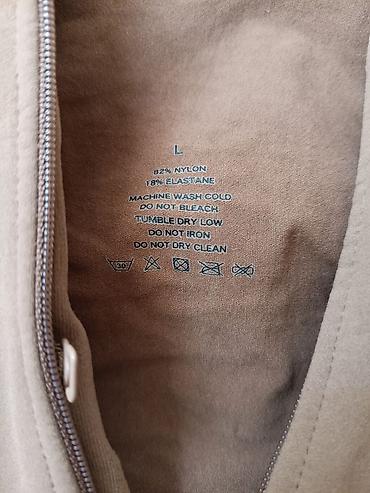 L
82% NYLON
18% ELASTANE
MACHINE WASH COLD
DO NOT BLEACH
TUMBLE DRY LOW
DO NOT IRON
DO NOT DRY CLEAN
30